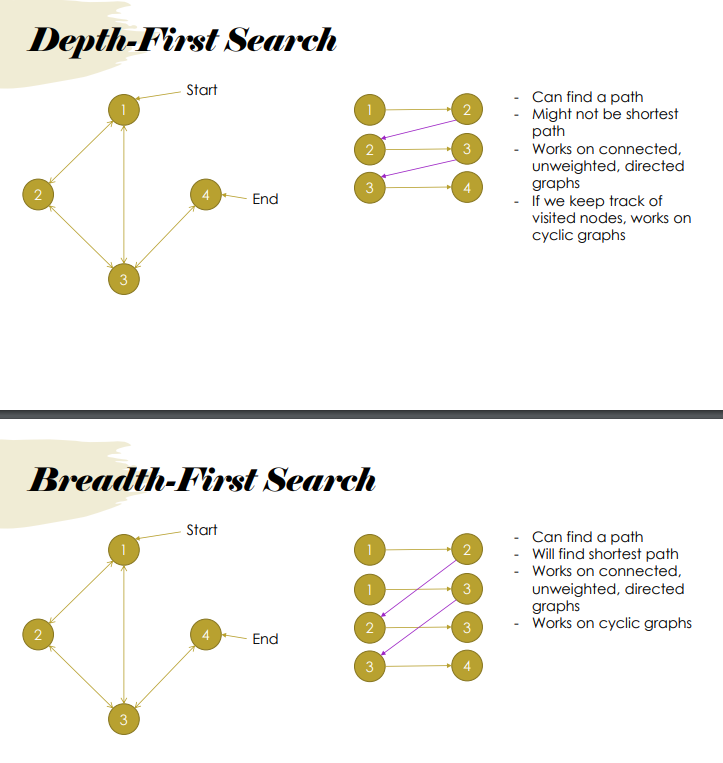 Depth-First Search
Start
1
2
4
End
3
1
2
2
3
3
4
- Can find a path
- Might not be shortest
path
- Works on connected,
unweighted, directed
graphs
- If we keep track of
visited nodes, works on
cyclic graphs
Breadth-First Search
Start
1
2
4
End
3
1
2
1
3
2
3
3
4
- Can find a path
- Will find shortest path
- Works on connected,
unweighted, directed
graphs
- Works on cyclic graphs